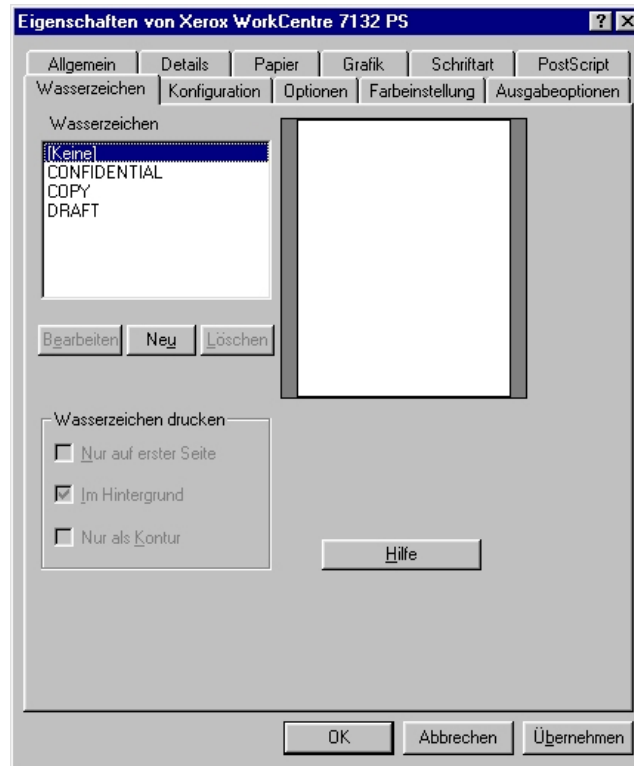 Eigenschaften von Xerox WorkCentre 7132 PS
Allgemein Details Papier Grafik Schriftart PostScript
Wasserzeichen Konfiguration Optionen Farbeinstellung Ausgabeoptionen
Wasserzeichen
[Keine]
CONFIDENTIAL
COPY
DRAFT
Bearbeiten Neu Löschen
Wasserzeichen drucken
Nur auf erster Seite
Im Hintergrund
Nur als Kontur
Hilfe
OK Abbrechen Übernehmen